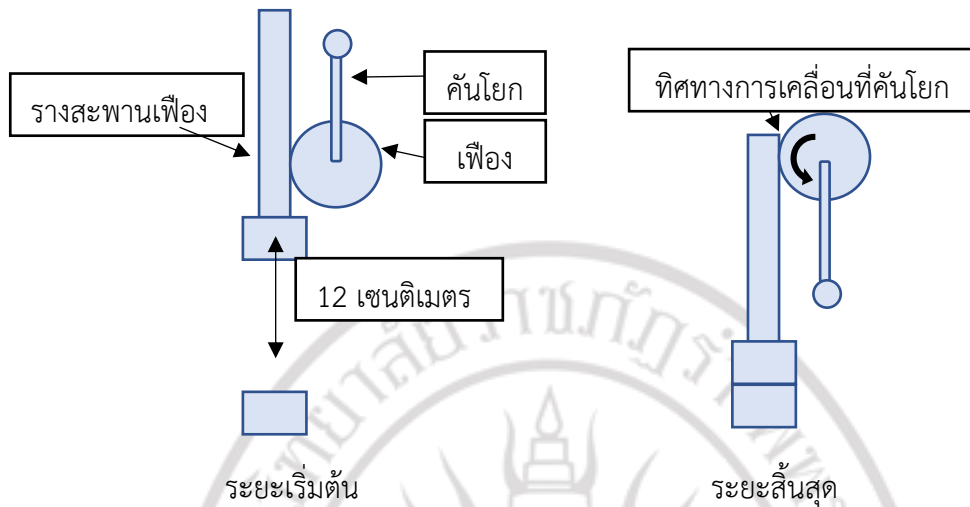 คันโยก
ทิศทางการเคลื่อนที่คันโยก
รางสะพานเฟือง
เฟือง
12 เซนติเมตร
ระยะเริ่มต้น
ระยะสิ้นสุด